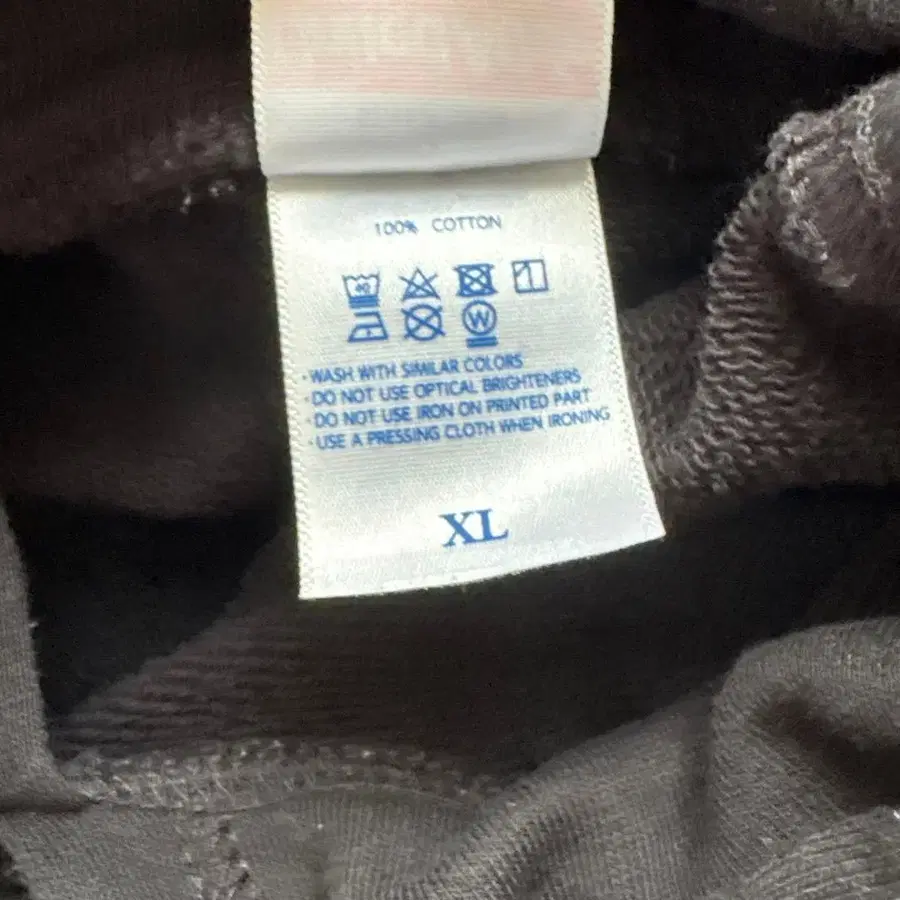 100% COTTON
40
W
· WASH WITH SIMILAR COLORS
· DO NOT USE OPTICAL BRIGHTENERS
· DO NOT USE IRON ON PRINTED PART
· USE A PRESSING CLOTH WHEN IRONING
XL